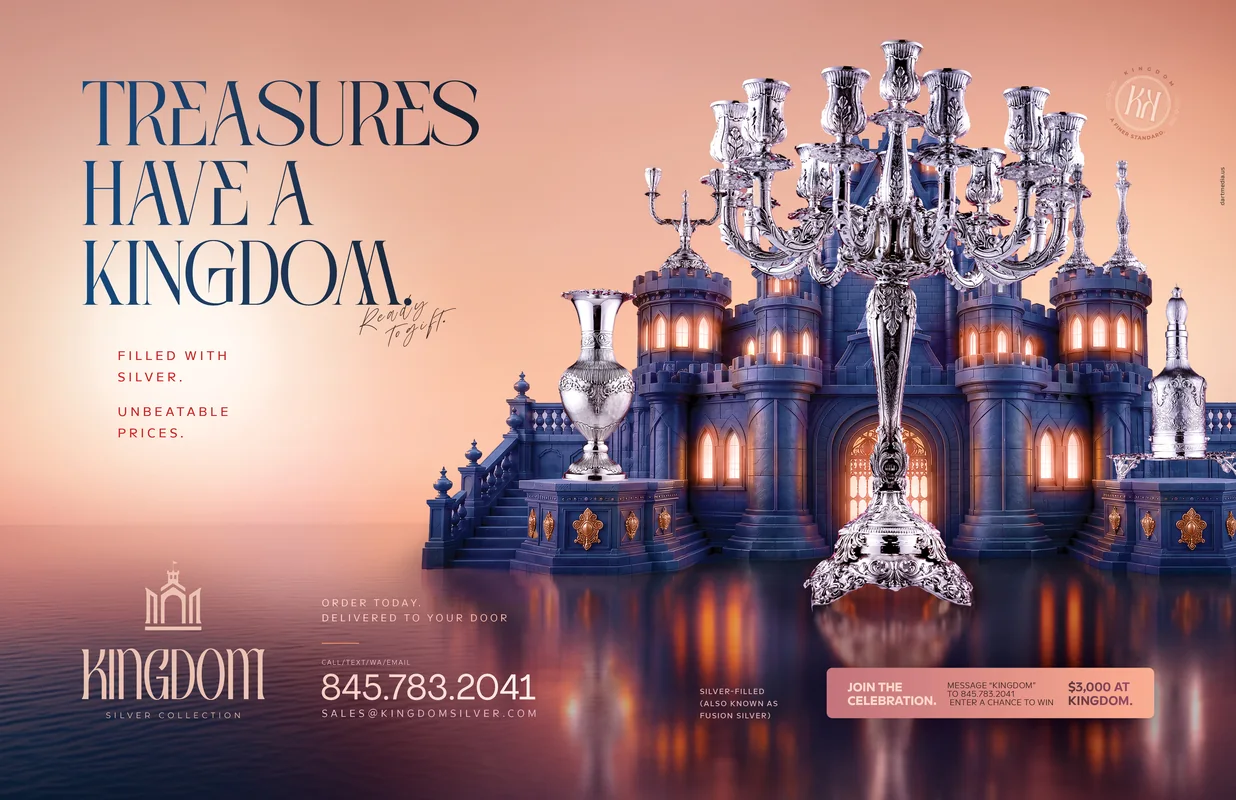 TREASURES
HAVE A
KINGDOM.
Ready
to gift.
FILLED WITH
SILVER.
UNBEATABLE
PRICES.
KINGDOM
A FINER STANDARD.
dartmedia.us
KINGDOM
SILVER COLLECTION
ORDER TODAY.
DELIVERED TO YOUR DOOR
CALL/TEXT/WA/EMAIL
845.783.2041
SALES@KINGDOMSILVER.COM
SILVER-FILLED
(ALSO KNOWN AS
FUSION SILVER)
JOIN THE
CELEBRATION.
MESSAGE "KINGDOM"
TO 845.783.2041
ENTER A CHANCE TO WIN
$3,000 AT
KINGDOM.